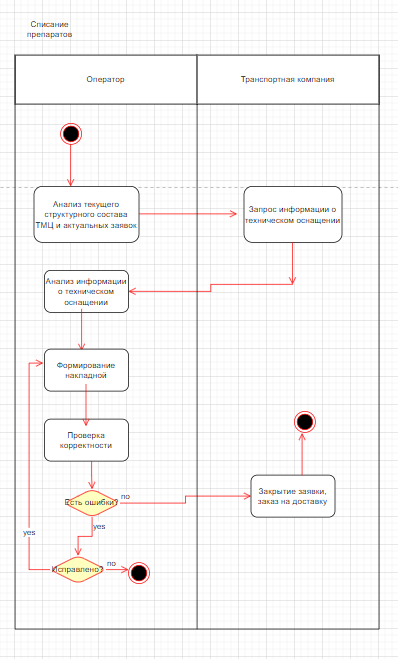 Списание
препаратов
Оператор
Транспортная компания
Анализ текущего
структурного состава
ТМЦ и актуальных заявок
Запрос информации о
техническом оснащении
Анализ информации
о техническом
оснащении
Формирование
накладной
Проверка
корректности
Есть ошибки?
no
Закрытие заявки,
заказ на доставку
yes
yes
Исправлено?
no